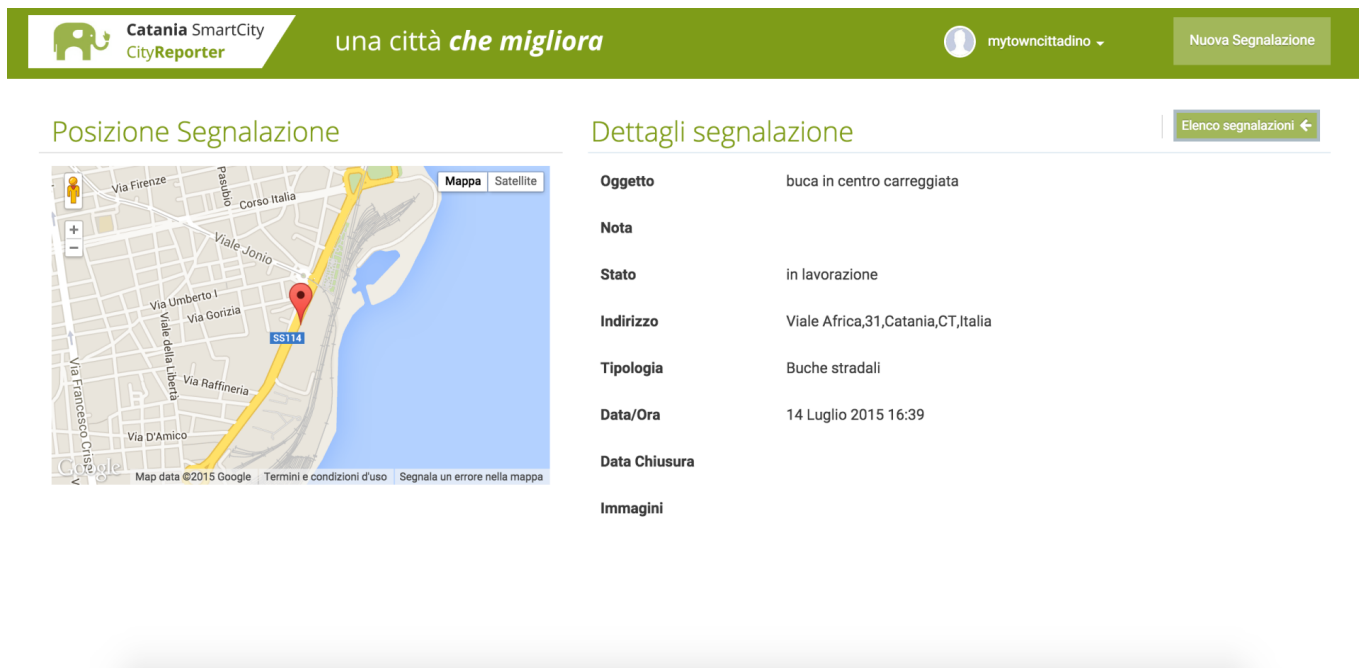 Catania SmartCity
CityReporter
una città che migliora
mytowncittadino
Nuova Segnalazione
Posizione Segnalazione
Via Firenze
Pasubio
Corso Italia
Mappa Satellite
+
−
Viale Jonio
Via Umberto I
Via Gorizia
SS114
Viale della Libertà
Via Raffineria
Via Francesco Crispi
Via D'Amico
Google
Map data ©2015 Google Termini e condizioni d'uso Segnala un errore nella mappa
Dettagli segnalazione
Elenco segnalazioni
Oggetto buca in centro carreggiata
Nota
Stato in lavorazione
Indirizzo Viale Africa,31,Catania,CT,Italia
Tipologia Buche stradali
Data/Ora 14 Luglio 2015 16:39
Data Chiusura
Immagini